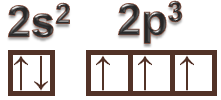 2s² 2p³
↑↓ ↑ ↑ ↑